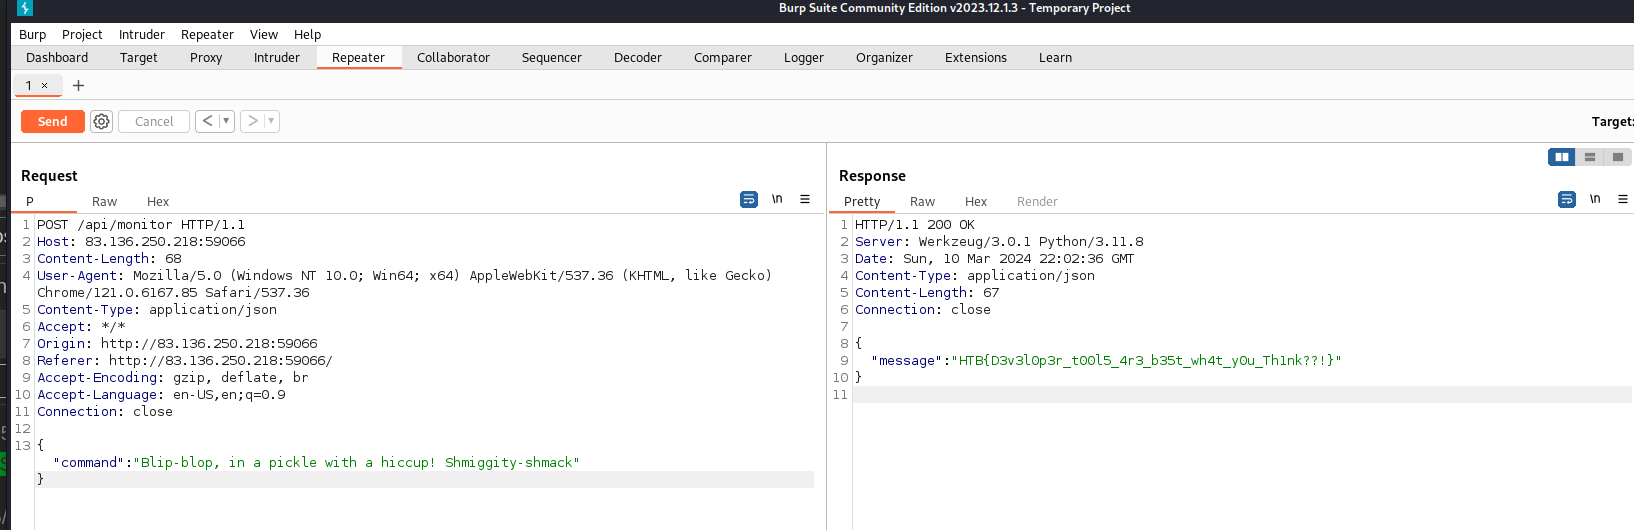 Burp Suite Community Edition v2023.12.1.3 - Temporary Project
Burp Project Intruder Repeater View Help
Dashboard Target Proxy Intruder Repeater Collaborator Sequencer Decoder Comparer Logger Organizer Extensions Learn
1 × +
Send Cancel < >
Target:
Request
P Raw Hex
\n
1 POST /api/monitor HTTP/1.1
2 Host: 83.136.250.218:59066
3 Content-Length: 68
4 User-Agent: Mozilla/5.0 (Windows NT 10.0; Win64; x64) AppleWebKit/537.36 (KHTML, like Gecko)
Chrome/121.0.6167.85 Safari/537.36
5 Content-Type: application/json
6 Accept: */*
7 Origin: http://83.136.250.218:59066
8 Referer: http://83.136.250.218:59066/
9 Accept-Encoding: gzip, deflate, br
10 Accept-Language: en-US,en;q=0.9
11 Connection: close
12
13 {
"command":"Blip-blop, in a pickle with a hiccup! Shmiggity-shmack"
}
Response
Pretty Raw Hex Render
\n
1 HTTP/1.1 200 OK
2 Server: Werkzeug/3.0.1 Python/3.11.8
3 Date: Sun, 10 Mar 2024 22:02:36 GMT
4 Content-Type: application/json
5 Content-Length: 67
6 Connection: close
7
8 {
9 "message":"HTB{D3v3l0p3r_t00l5_4r3_b35t_wh4t_y0u_Th1nk??!}"
10 }
11